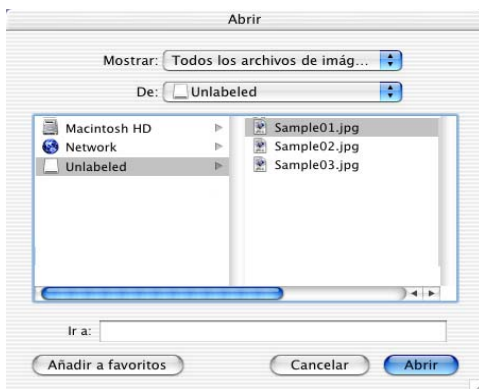 Abrir
Mostrar: Todos los archivos de imág...
De: Unlabeled
Macintosh HD
Network
Unlabeled
Sample01.jpg
Sample02.jpg
Sample03.jpg
Ir a:
Añadir a favoritos Cancelar Abrir